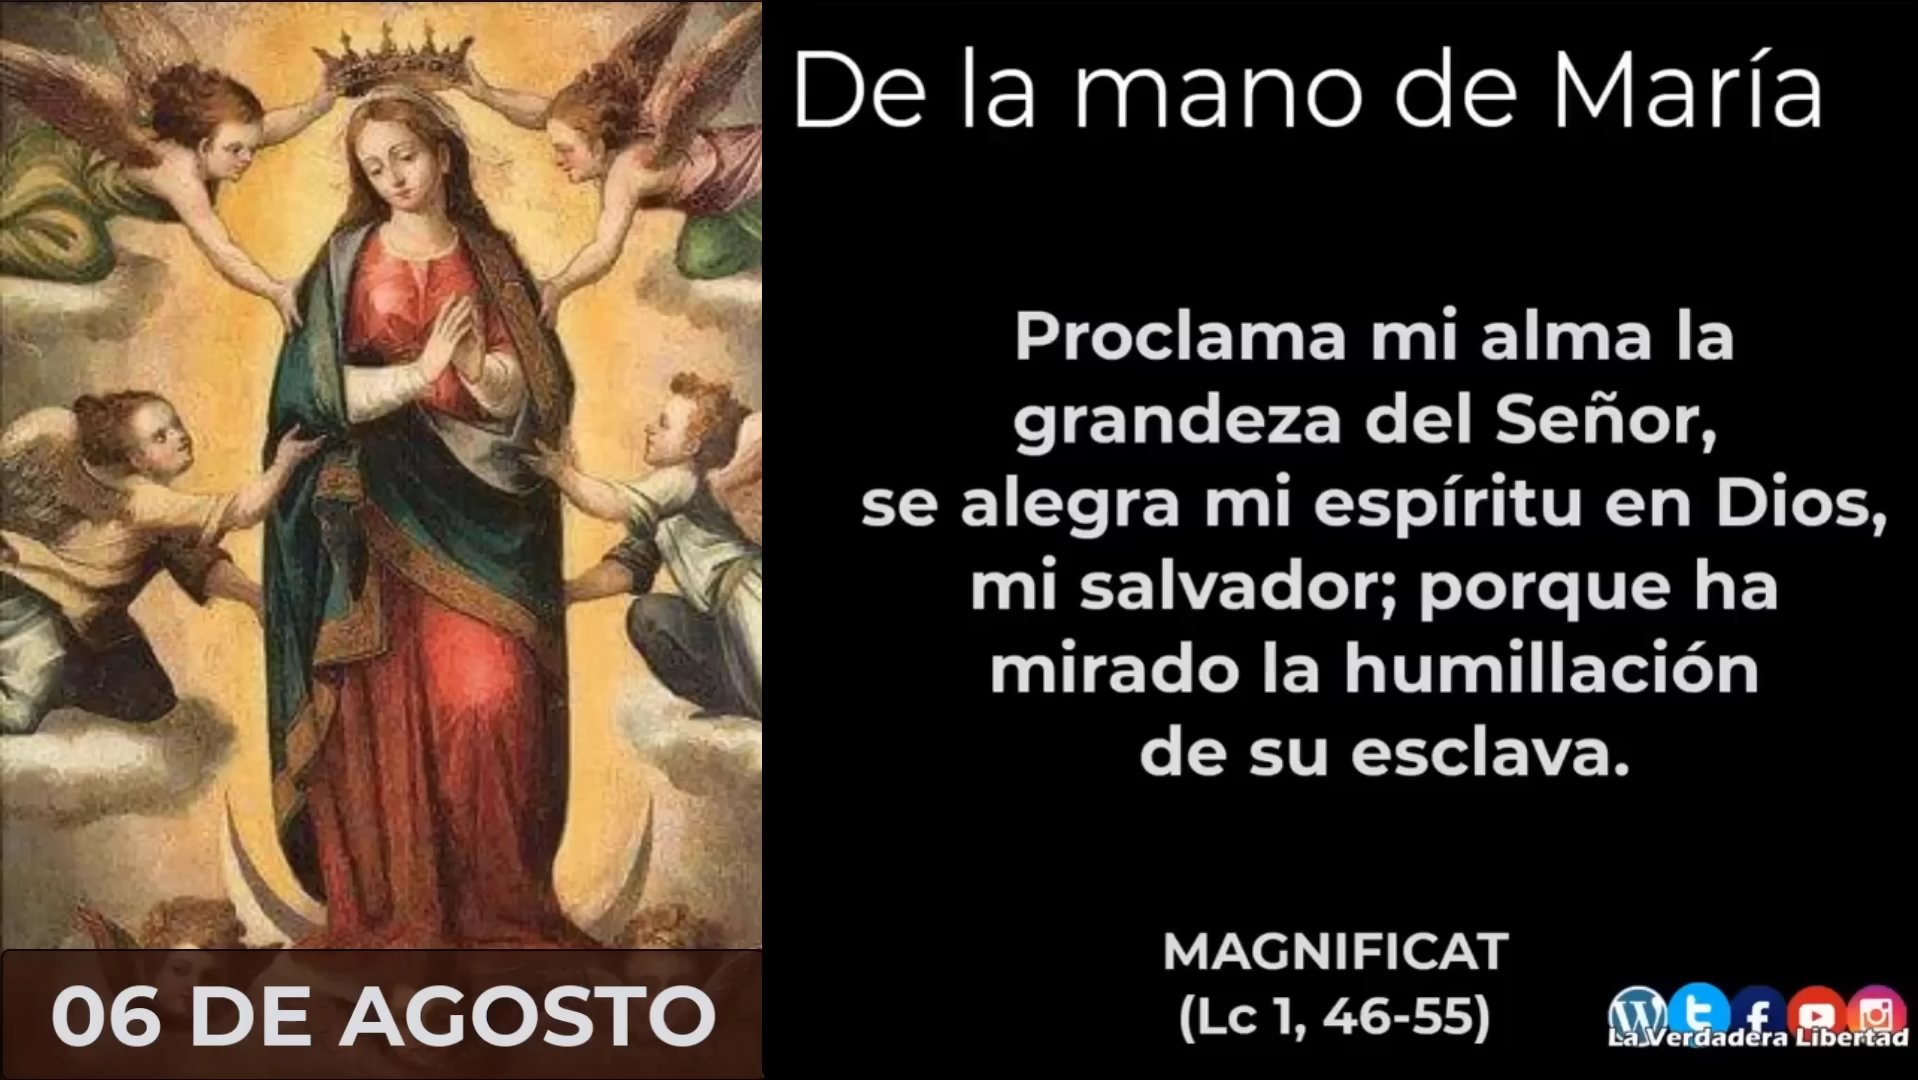 De la mano de María
Proclama mi alma la
grandeza del Señor,
se alegra mi espíritu en Dios,
mi salvador; porque ha
mirado la humillación
de su esclava.
MAGNIFICAT
(Lc 1, 46-55)
06 DE AGOSTO
La Verdadera Libertad